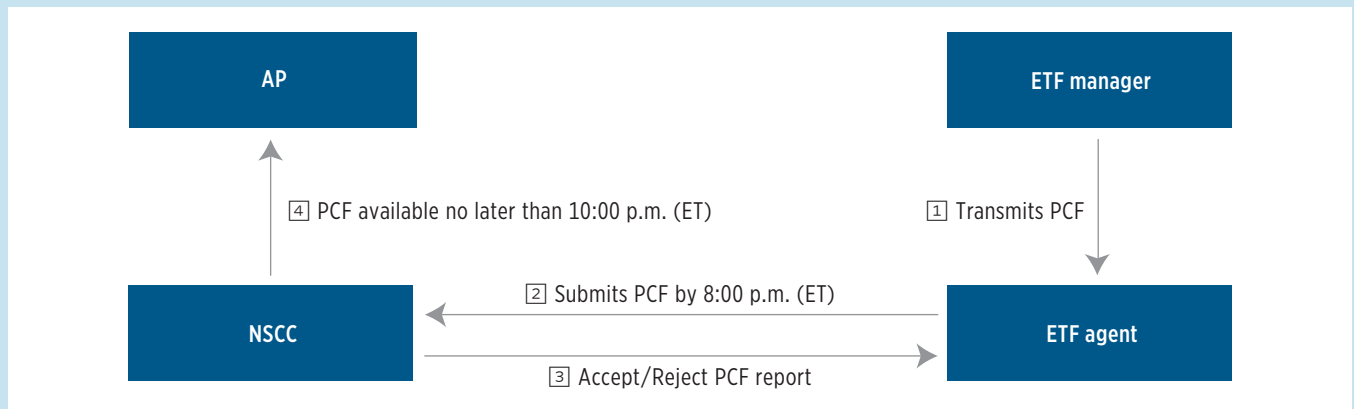 AP
ETF manager
4 PCF available no later than 10:00 p.m. (ET)
1 Transmits PCF
2 Submits PCF by 8:00 p.m. (ET)
NSCC
ETF agent
3 Accept/Reject PCF report